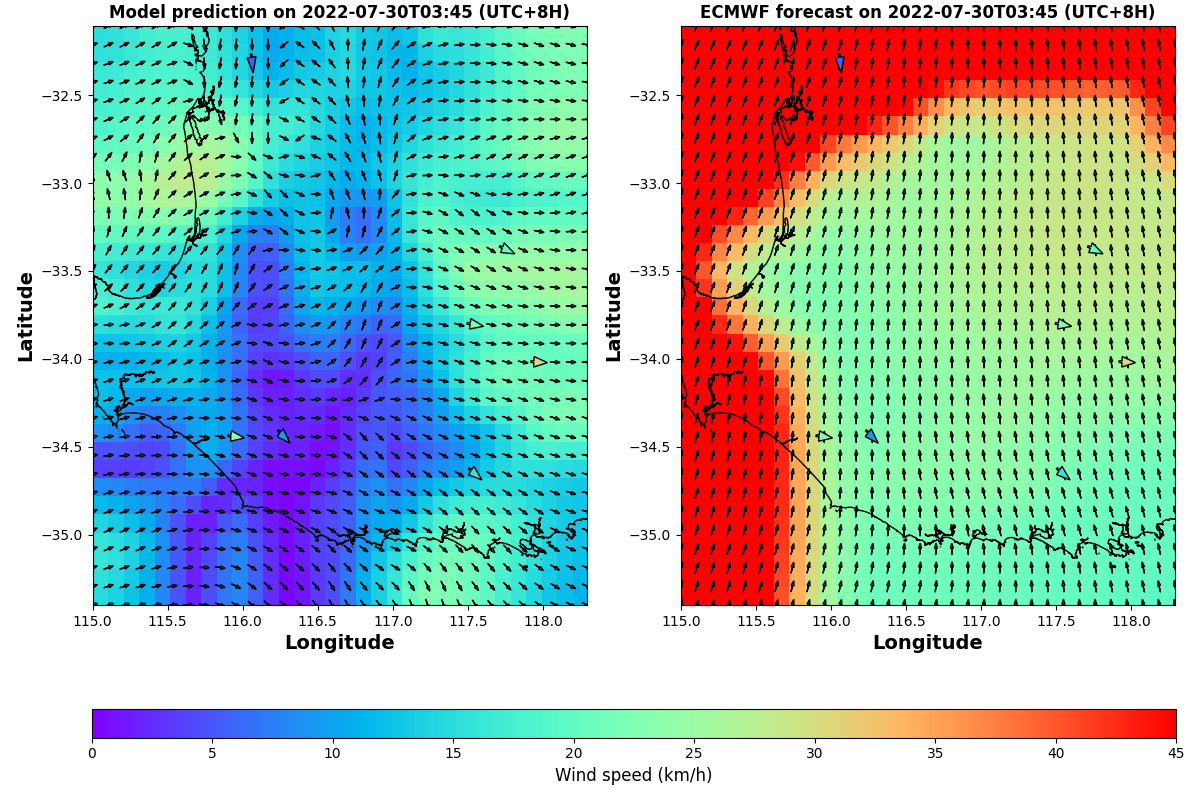 Model prediction on 2022-07-30T03:45 (UTC+8H)
ECMWF forecast on 2022-07-30T03:45 (UTC+8H)
Latitude
−32.5
−33.0
−33.5
−34.0
−34.5
−35.0
115.0 115.5 116.0 116.5 117.0 117.5 118.0
Longitude
Latitude
−32.5
−33.0
−33.5
−34.0
−34.5
−35.0
115.0 115.5 116.0 116.5 117.0 117.5 118.0
Longitude
0 5 10 15 20 25 30 35 40 45
Wind speed (km/h)